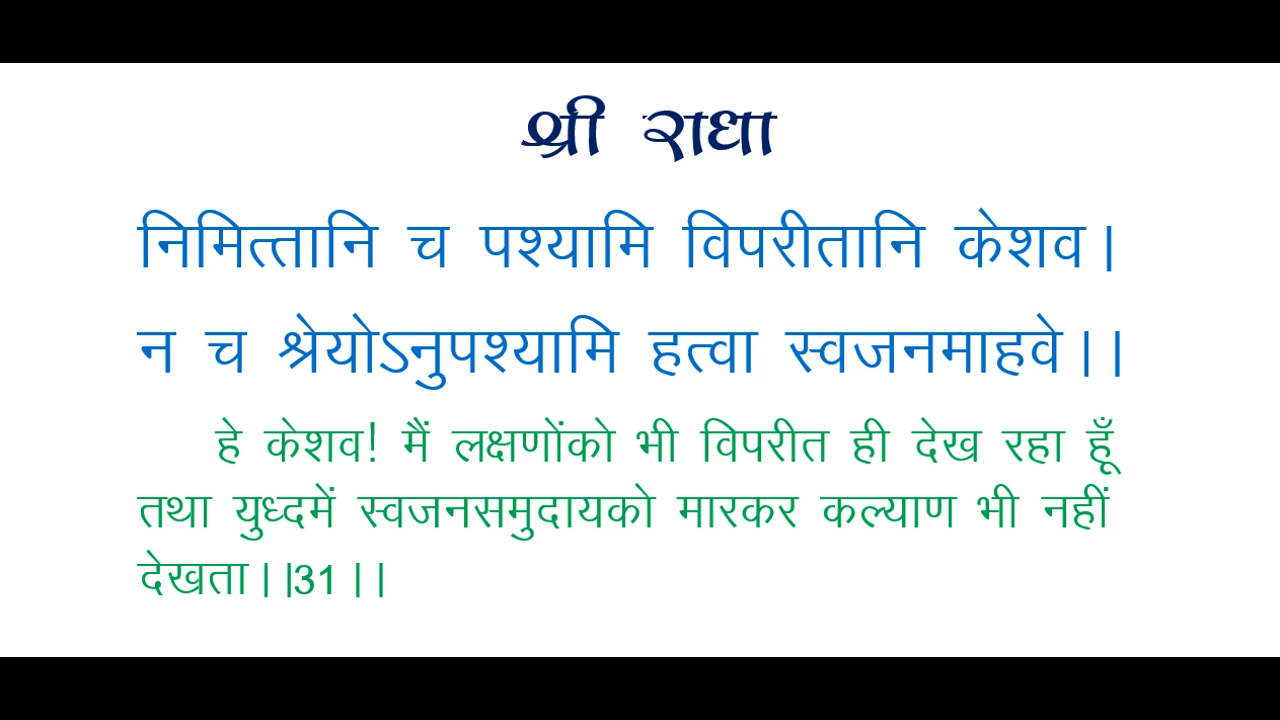 श्री राधा
निमित्तानि च पश्यामि विपरीतानि केशव।
न च श्रेयोऽनुपश्यामि हत्वा स्वजनमाहवे।।
हे केशव! मैं लक्षणोंको भी विपरीत ही देख रहा हूँ
तथा युध्दमें स्वजनसमुदायको मारकर कल्याण भी नहीं
देखता।।31।।